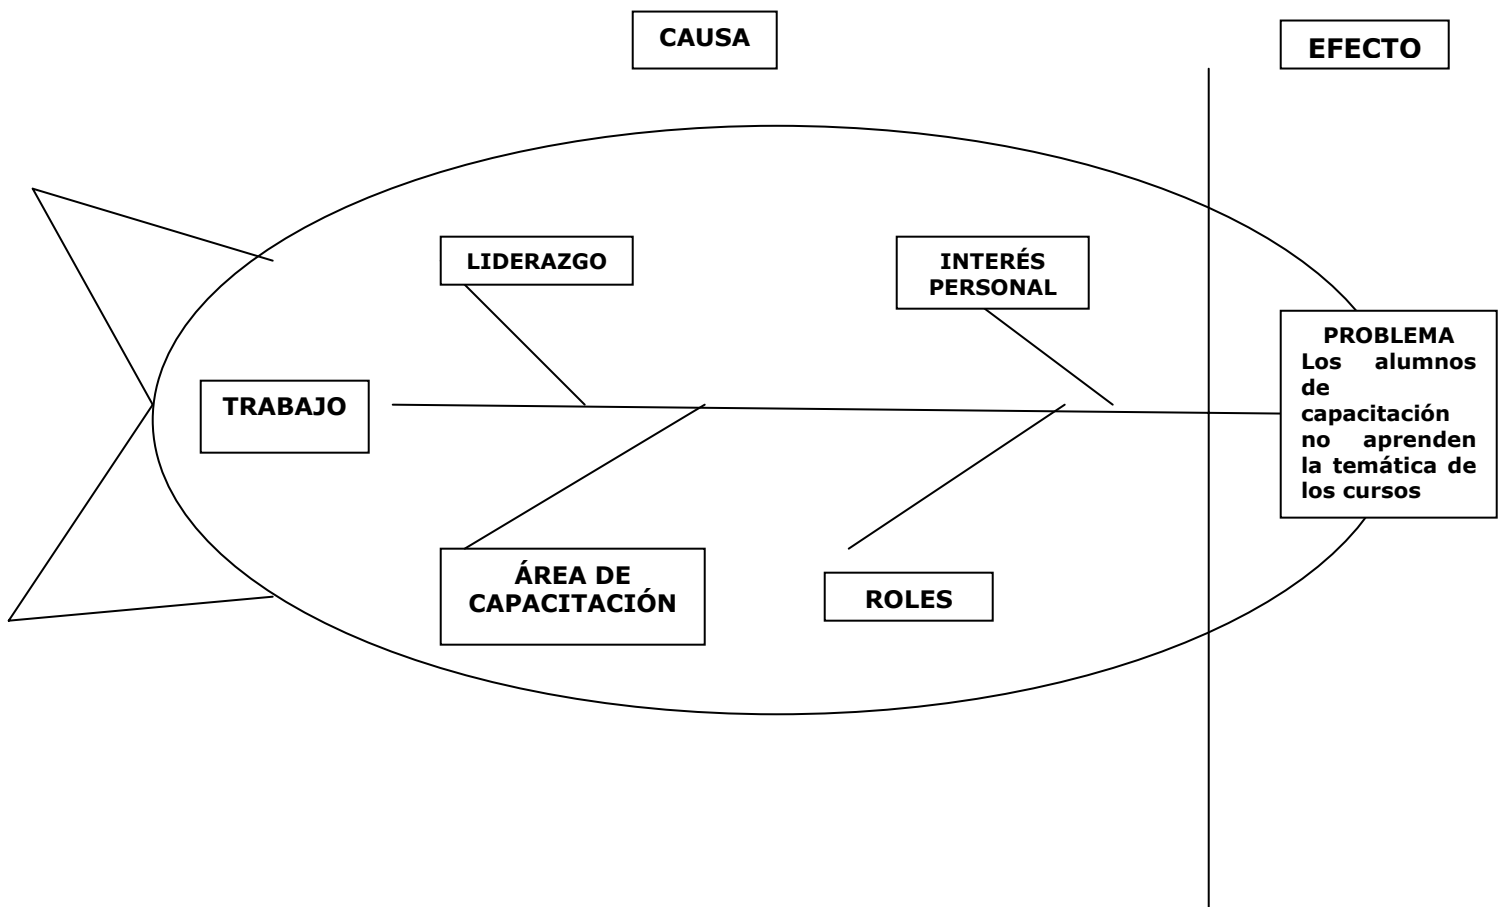 CAUSA
EFECTO
LIDERAZGO
INTERÉS
PERSONAL
TRABAJO
PROBLEMA
Los alumnos
de
capacitación
no aprenden
la temática de
los cursos
ÁREA DE
CAPACITACIÓN
ROLES